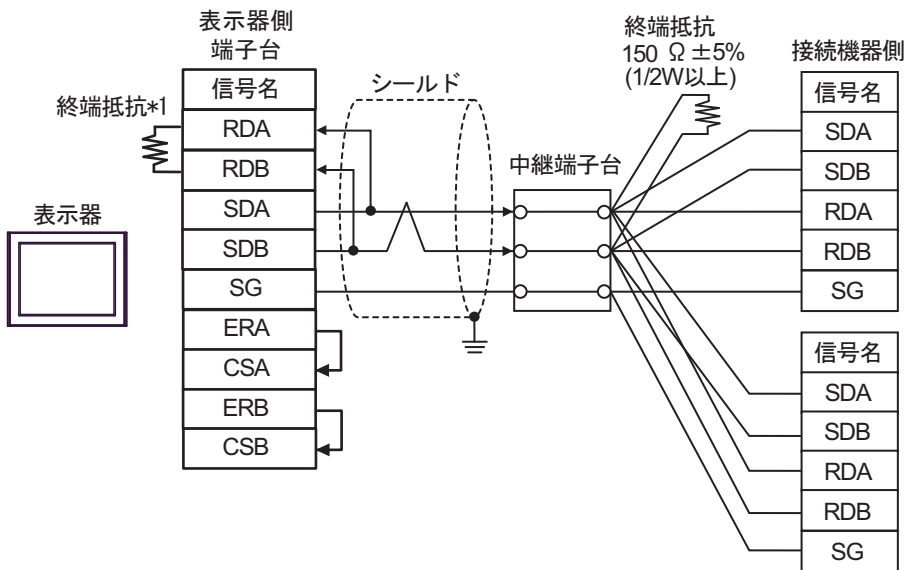 表示器側
端子台
信号名
RDA
RDB
SDA
SDB
SG
ERA
CSA
ERB
CSB
終端抵抗*1
表示器
シールド
中継端子台
終端抵抗
150 Ω ±5%
(1/2W以上)
接続機器側
信号名
SDA
SDB
RDA
RDB
SG
信号名
SDA
SDB
RDA
RDB
SG